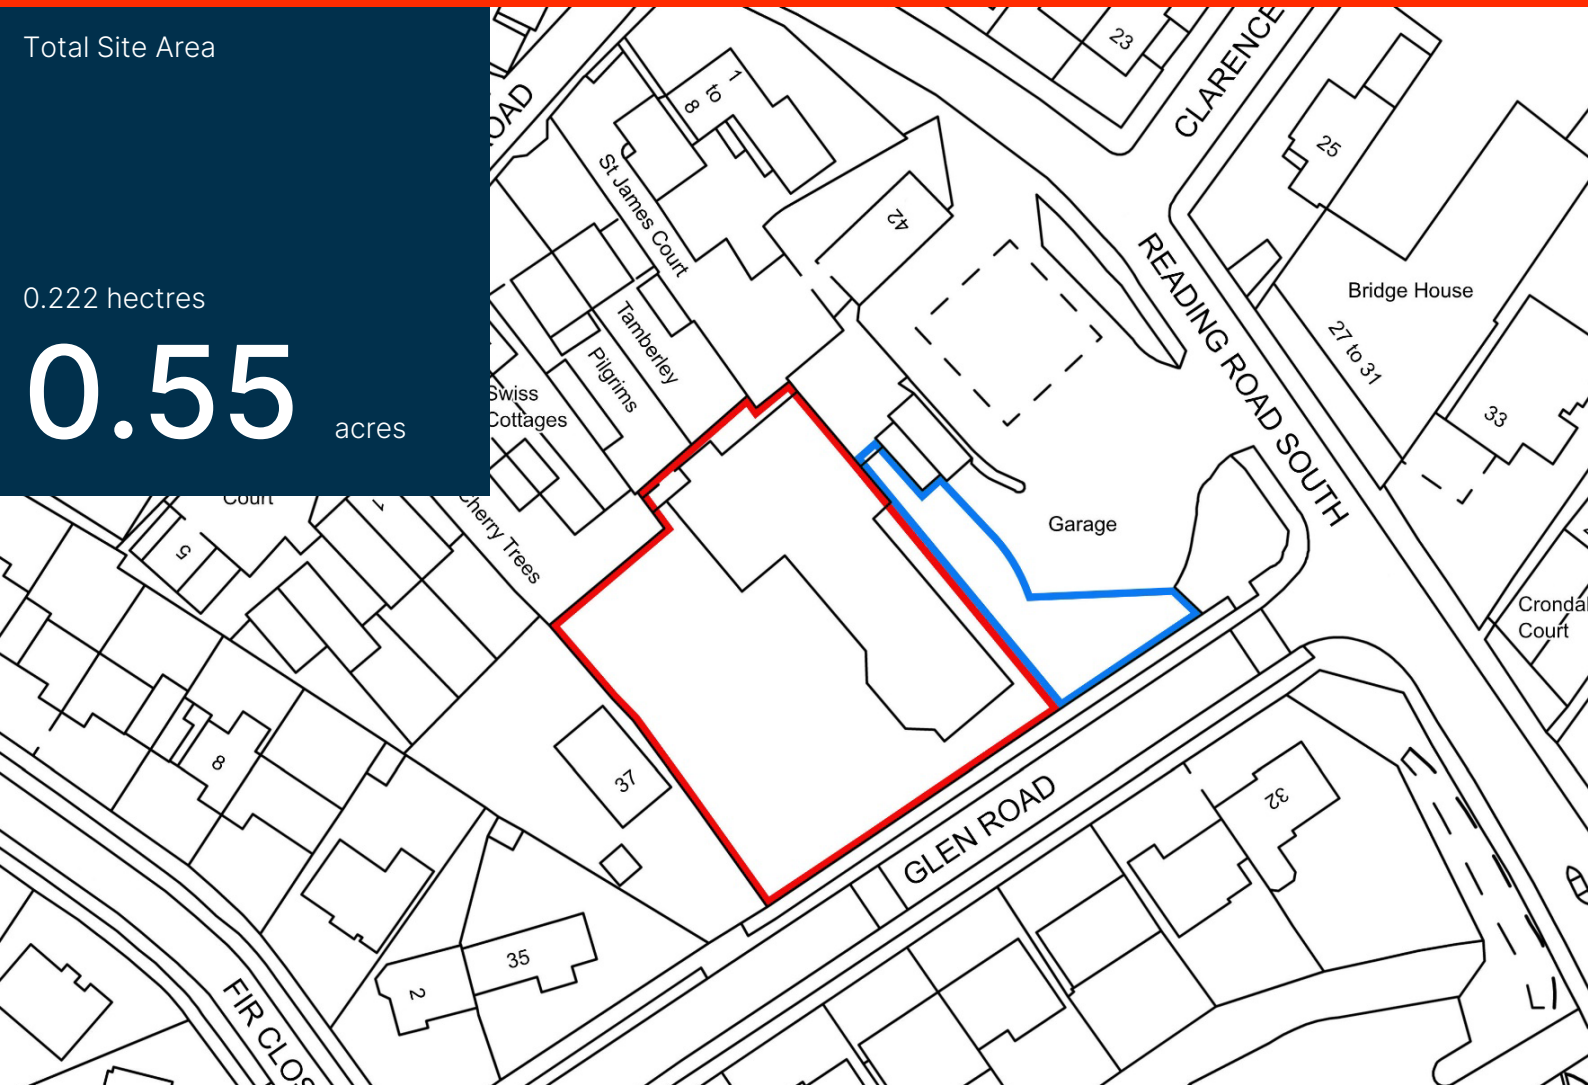 Total Site Area
0.222 hectres
0.55 acres
OAD
1
to
8
St James Court
Tamberley
Pilgrims
Swiss
Cottages
Cherry Trees
Court
5
8
37
35
2
FIR CLOS
42
23
CLARENCE
25
READING ROAD SOUTH
Bridge House
27 to 31
33
Garage
Crondal
Court
GLEN ROAD
32